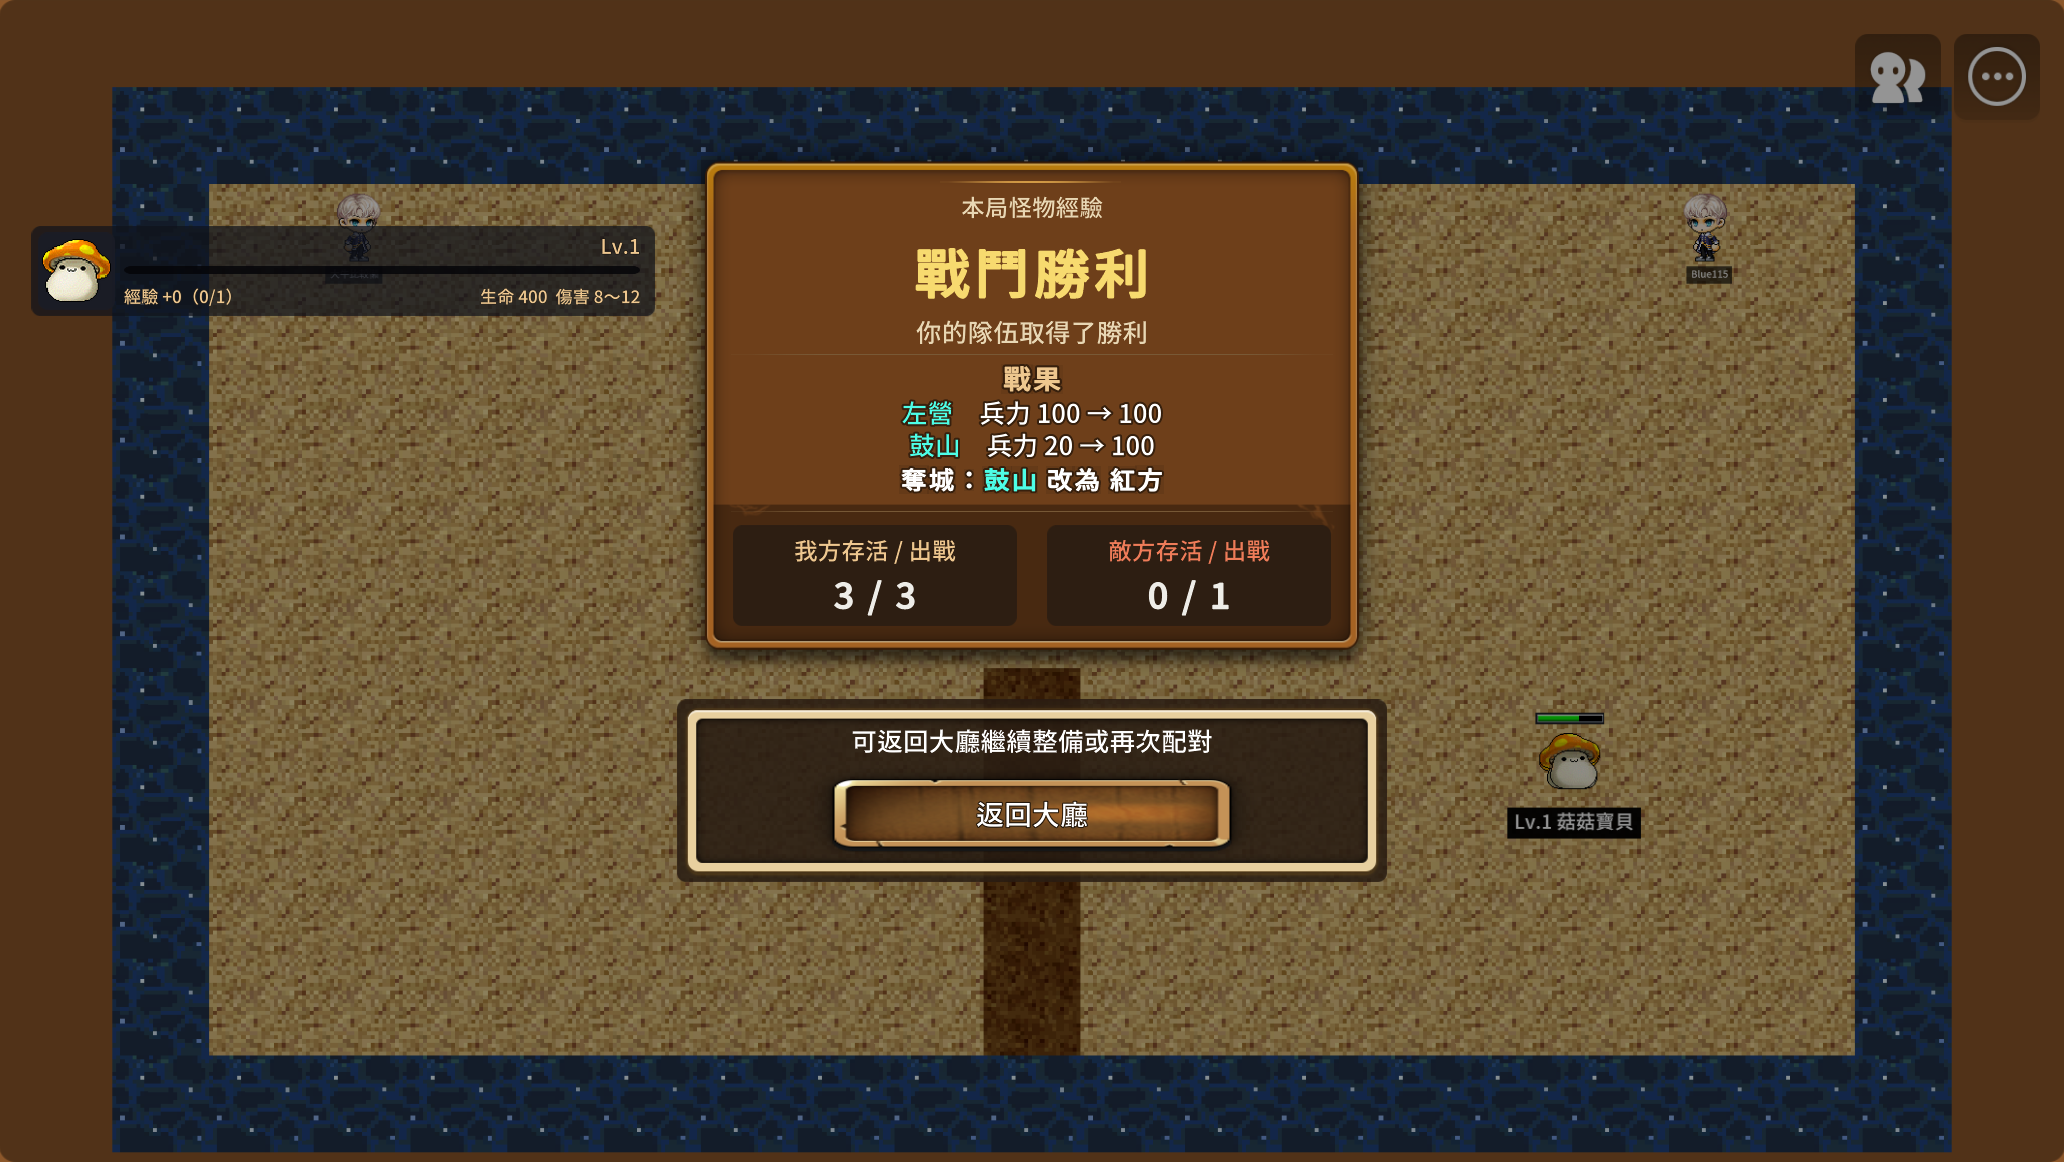 本局怪物經驗
戰鬥勝利
你的隊伍取得了勝利
戰果
左營 兵力 100 → 100
鼓山 兵力 20 → 100
奪城：鼓山 改為 紅方
我方存活 / 出戰
3 / 3
敵方存活 / 出戰
0 / 1
Lv.1
經驗 +0（0/1）
生命 400 傷害 8～12
Blue115
可返回大廳繼續整備或再次配對
返回大廳
Lv.1 菇菇寶貝